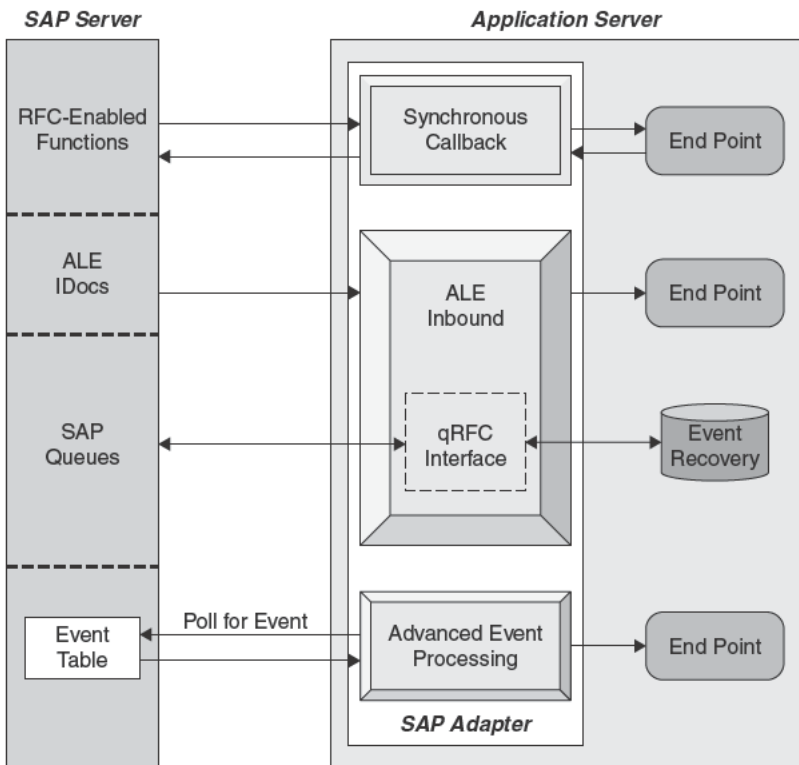 SAP Server
Application Server
RFC-Enabled
Functions
Synchronous
Callback
End Point
ALE
IDocs
ALE
Inbound
End Point
SAP
Queues
qRFC
Interface
Event
Recovery
Poll for Event
Event
Table
Advanced Event
Processing
End Point
SAP Adapter